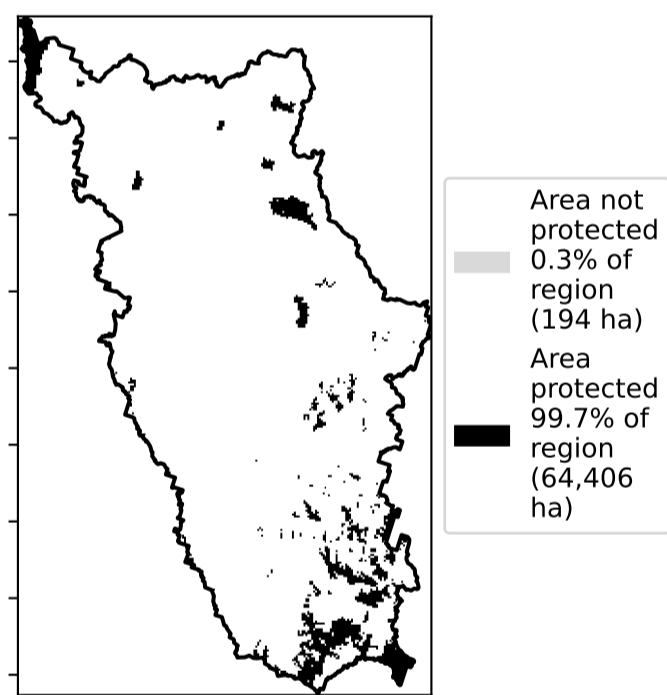 Area not
protected
0.3% of
region
(194 ha)
Area
protected
99.7% of
region
(64,406
ha)